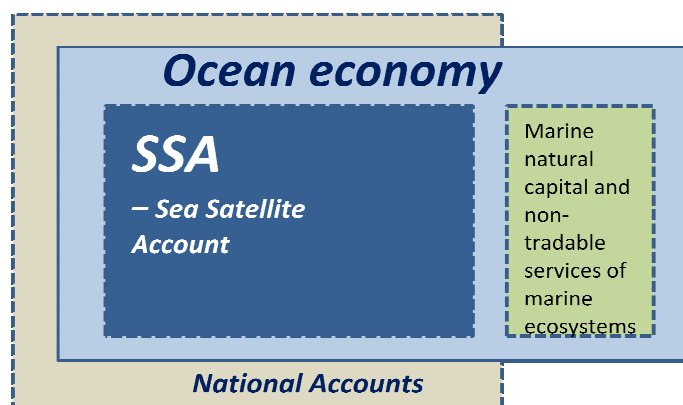 Ocean economy
SSA
– Sea Satellite
Account
Marine
natural
capital and
non-
tradable
services of
marine
ecosystems
National Accounts